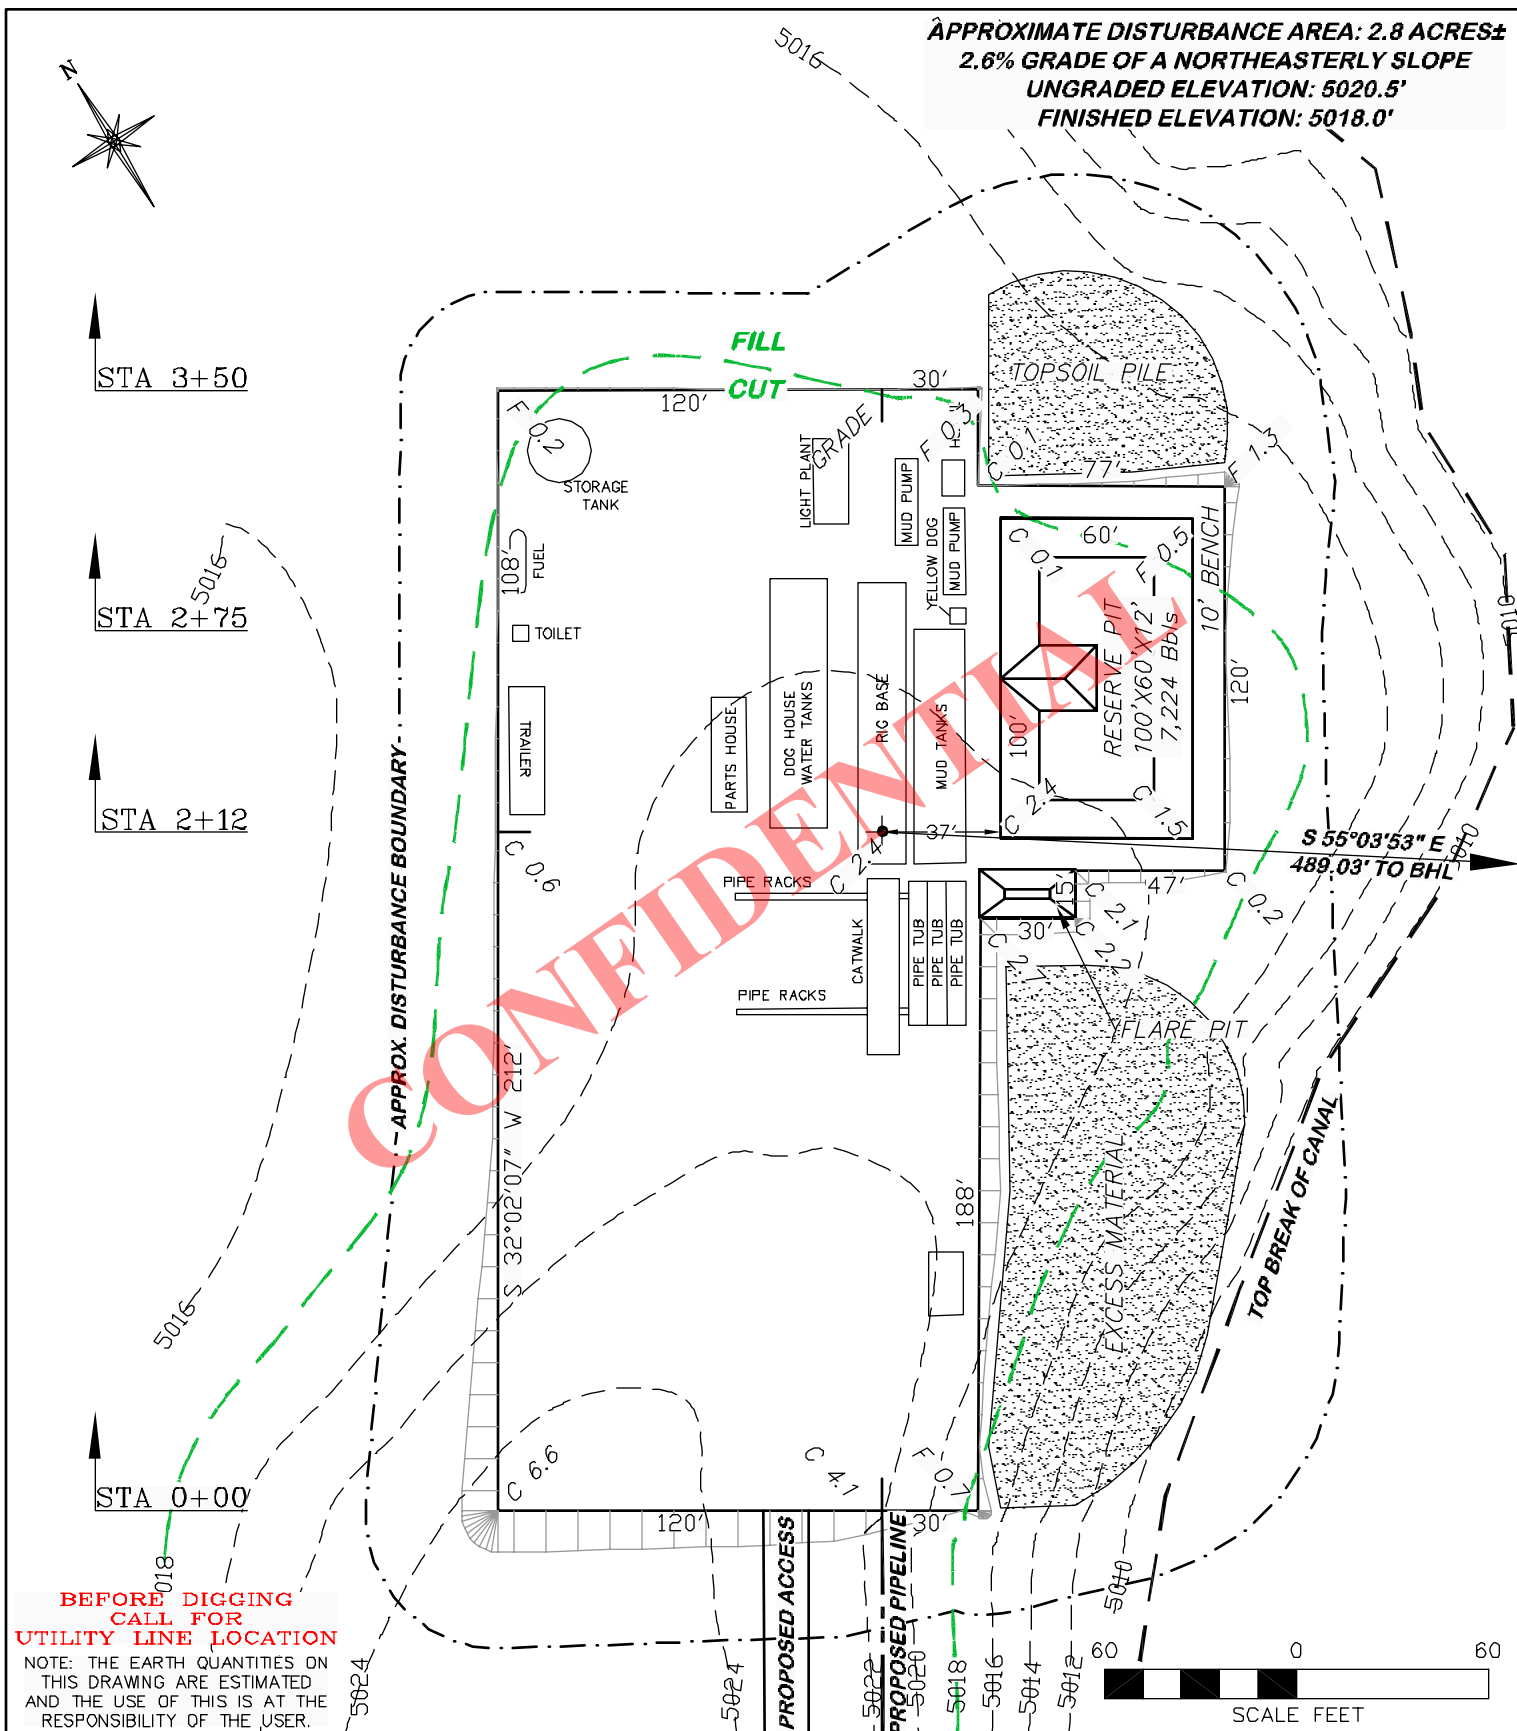 5016
APPROXIMATE DISTURBANCE AREA: 2.8 ACRES±
2.6% GRADE OF A NORTHEASTERLY SLOPE
UNGRADED ELEVATION: 5020.5'
FINISHED ELEVATION: 5018.0'
N
STA 3+50
FILL
CUT
120'
30'
TOPSOIL PILE
F 0.2
STORAGE
TANK
LIGHT PLANT
GRADE
F 0.3
C 0.1
77'
F 1.3
MUD PUMP
MUD PUMP
YELLOW DOG
108'
FUEL
TOILET
5016
STA 2+75
60'
C 0.1
F 0.5
10' BENCH
RESERVE PIT
100'X60'X12'
7,224 Bbls
100'
120'
5010
TRAILER
PARTS HOUSE
DOG HOUSE
WATER TANKS
RIG BASE
MUD TANKS
STA 2+12
C 2.4
C 1.5
37'
C 2.4
C 0.6
S 55°03'53" E
489.03' TO BHL
5010
APPROX. DISTURBANCE BOUNDARY
CONFIDENTIAL
PIPE RACKS
15'
C 2.1
47'
C 0.2
30'
C 2.2
C 2.1
CATWALK
PIPE TUB
PIPE TUB
PIPE TUB
PIPE RACKS
FLARE PIT
S 32°02'07" W 212'
188'
EXCESS MATERIAL
TOP BREAK OF CANAL
5016
C 6.6
C 4.1
F 0.7
STA 0+00
120'
30'
PROPOSED ACCESS
PROPOSED PIPELINE
018
5010
BEFORE DIGGING
CALL FOR
UTILITY LINE LOCATION
NOTE: THE EARTH QUANTITIES ON
THIS DRAWING ARE ESTIMATED
AND THE USE OF THIS IS AT THE
RESPONSIBILITY OF THE USER.
5024
5024
5022
5020
5018
5016
5014
5012
60 0 60
SCALE FEET